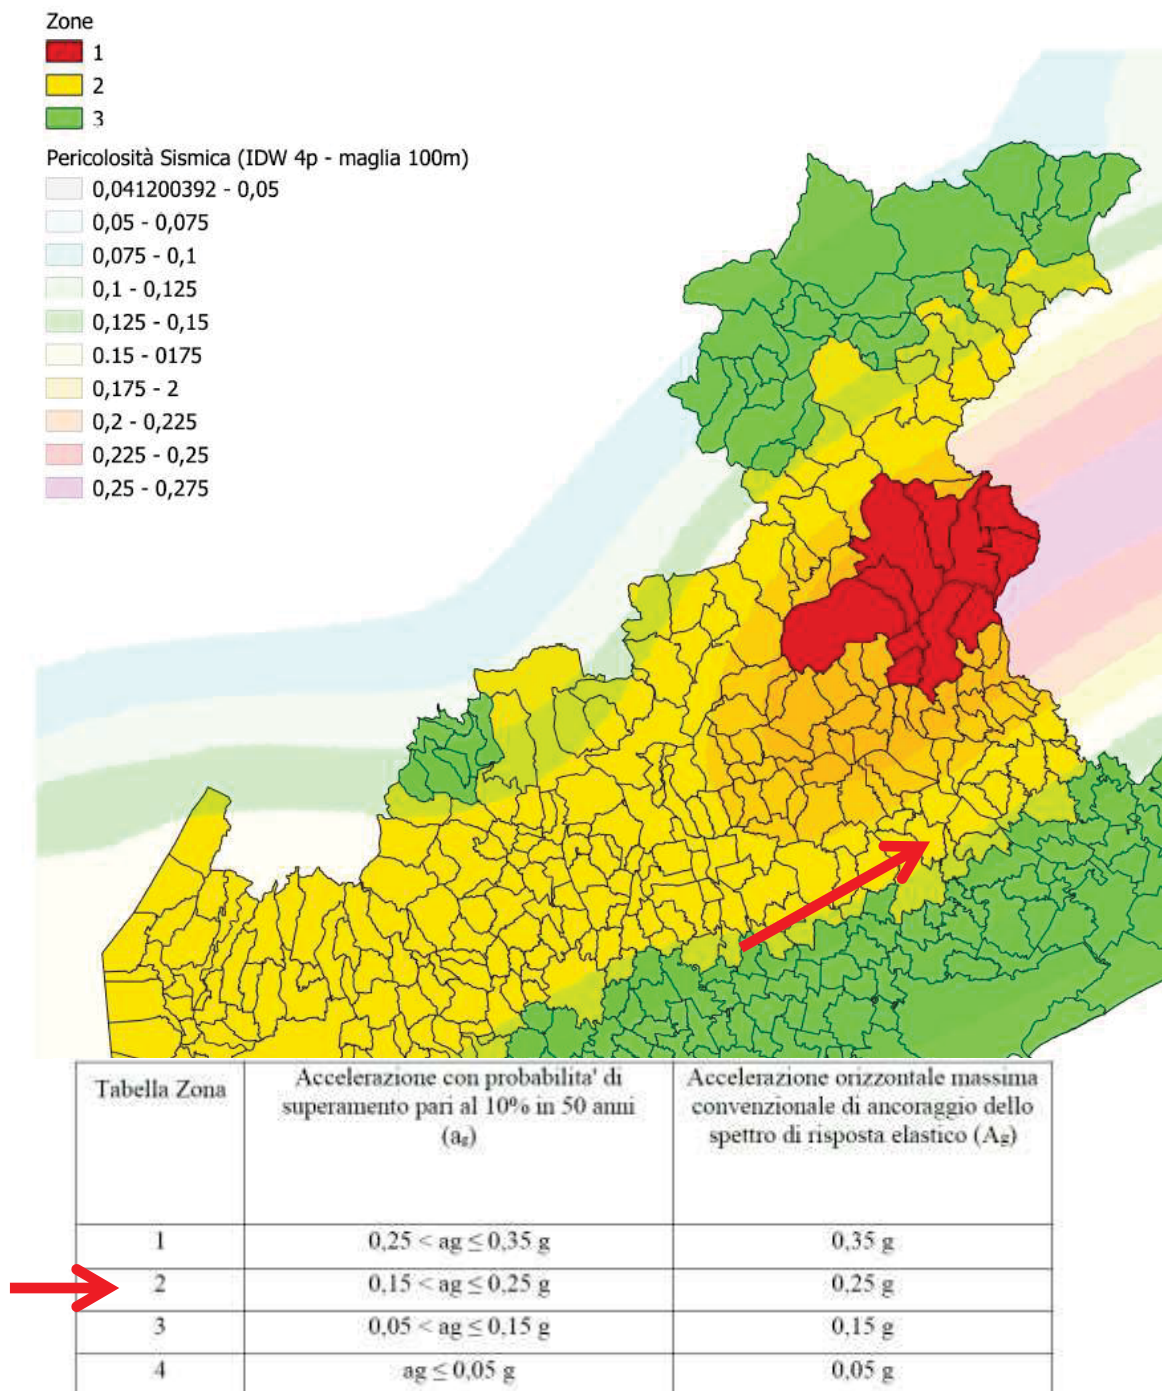 Zone
1
2
3
Pericolosità Sismica (IDW 4p - maglia 100m)
0,041200392 - 0,05
0,05 - 0,075
0,075 - 0,1
0,1 - 0,125
0,125 - 0,15
0.15 - 0175
0,175 - 2
0,2 - 0,225
0,225 - 0,25
0,25 - 0,275
Tabella Zona
Accelerazione con probabilita' di
superamento pari al 10% in 50 anni
(ag)
Accelerazione orizzontale massima
convenzionale di ancoraggio dello
spettro di risposta elastico (Ag)
1 0,25 < ag ≤ 0,35 g 0,35 g
2 0,15 < ag ≤ 0,25 g 0,25 g
3 0,05 < ag ≤ 0,15 g 0,15 g
4 ag ≤ 0,05 g 0,05 g